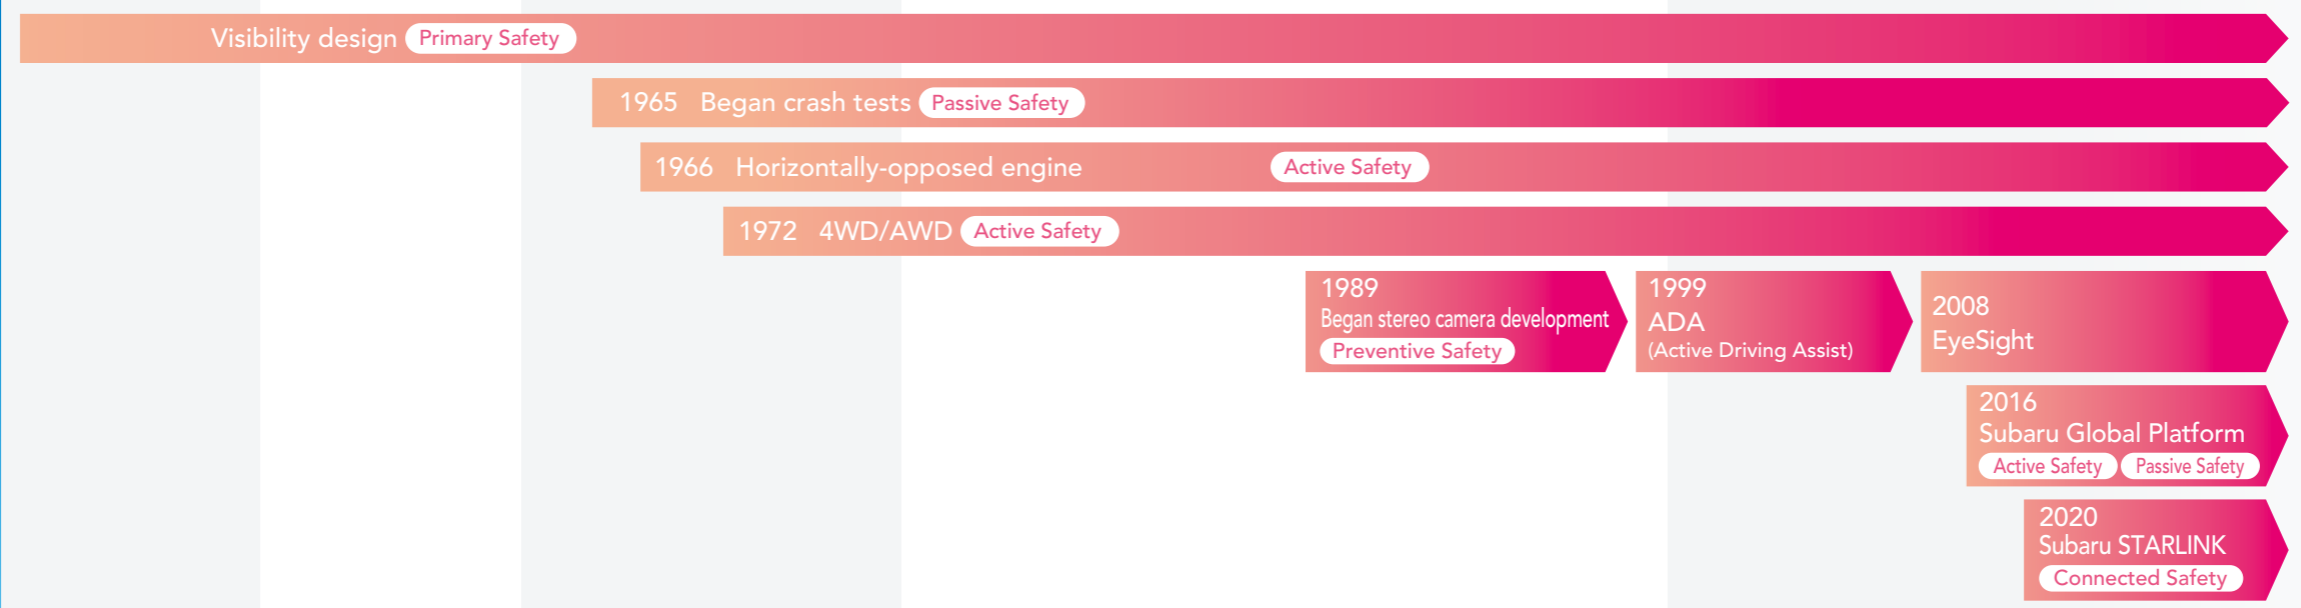 Visibility design Primary Safety
1965 Began crash tests Passive Safety
1966 Horizontally-opposed engine Active Safety
1972 4WD/AWD Active Safety
1989
Began stereo camera development
Preventive Safety
1999
ADA
(Active Driving Assist)
2008
EyeSight
2016
Subaru Global Platform
Active Safety Passive Safety
2020
Subaru STARLINK
Connected Safety